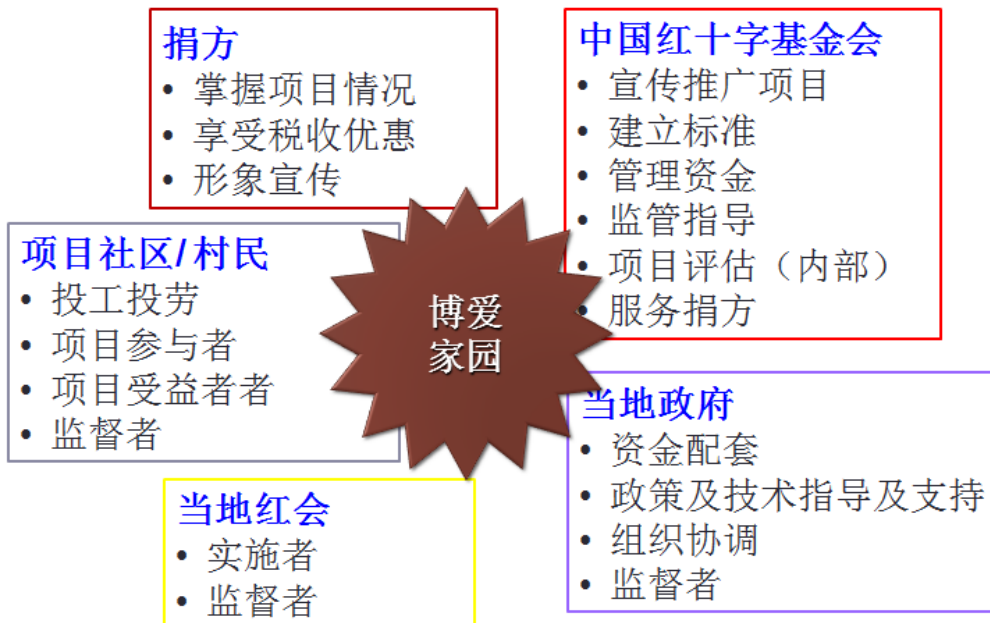 捐方
• 掌握项目情况
• 享受税收优惠
• 形象宣传
中国红十字基金会
• 宣传推广项目
• 建立标准
• 管理资金
• 监管指导
• 项目评估（内部）
• 服务捐方
项目社区/村民
• 投工投劳
• 项目参与者
• 项目受益者者
• 监督者
博爱
家园
当地政府
• 资金配套
• 政策及技术指导及支持
• 组织协调
• 监督者
当地红会
• 实施者
• 监督者